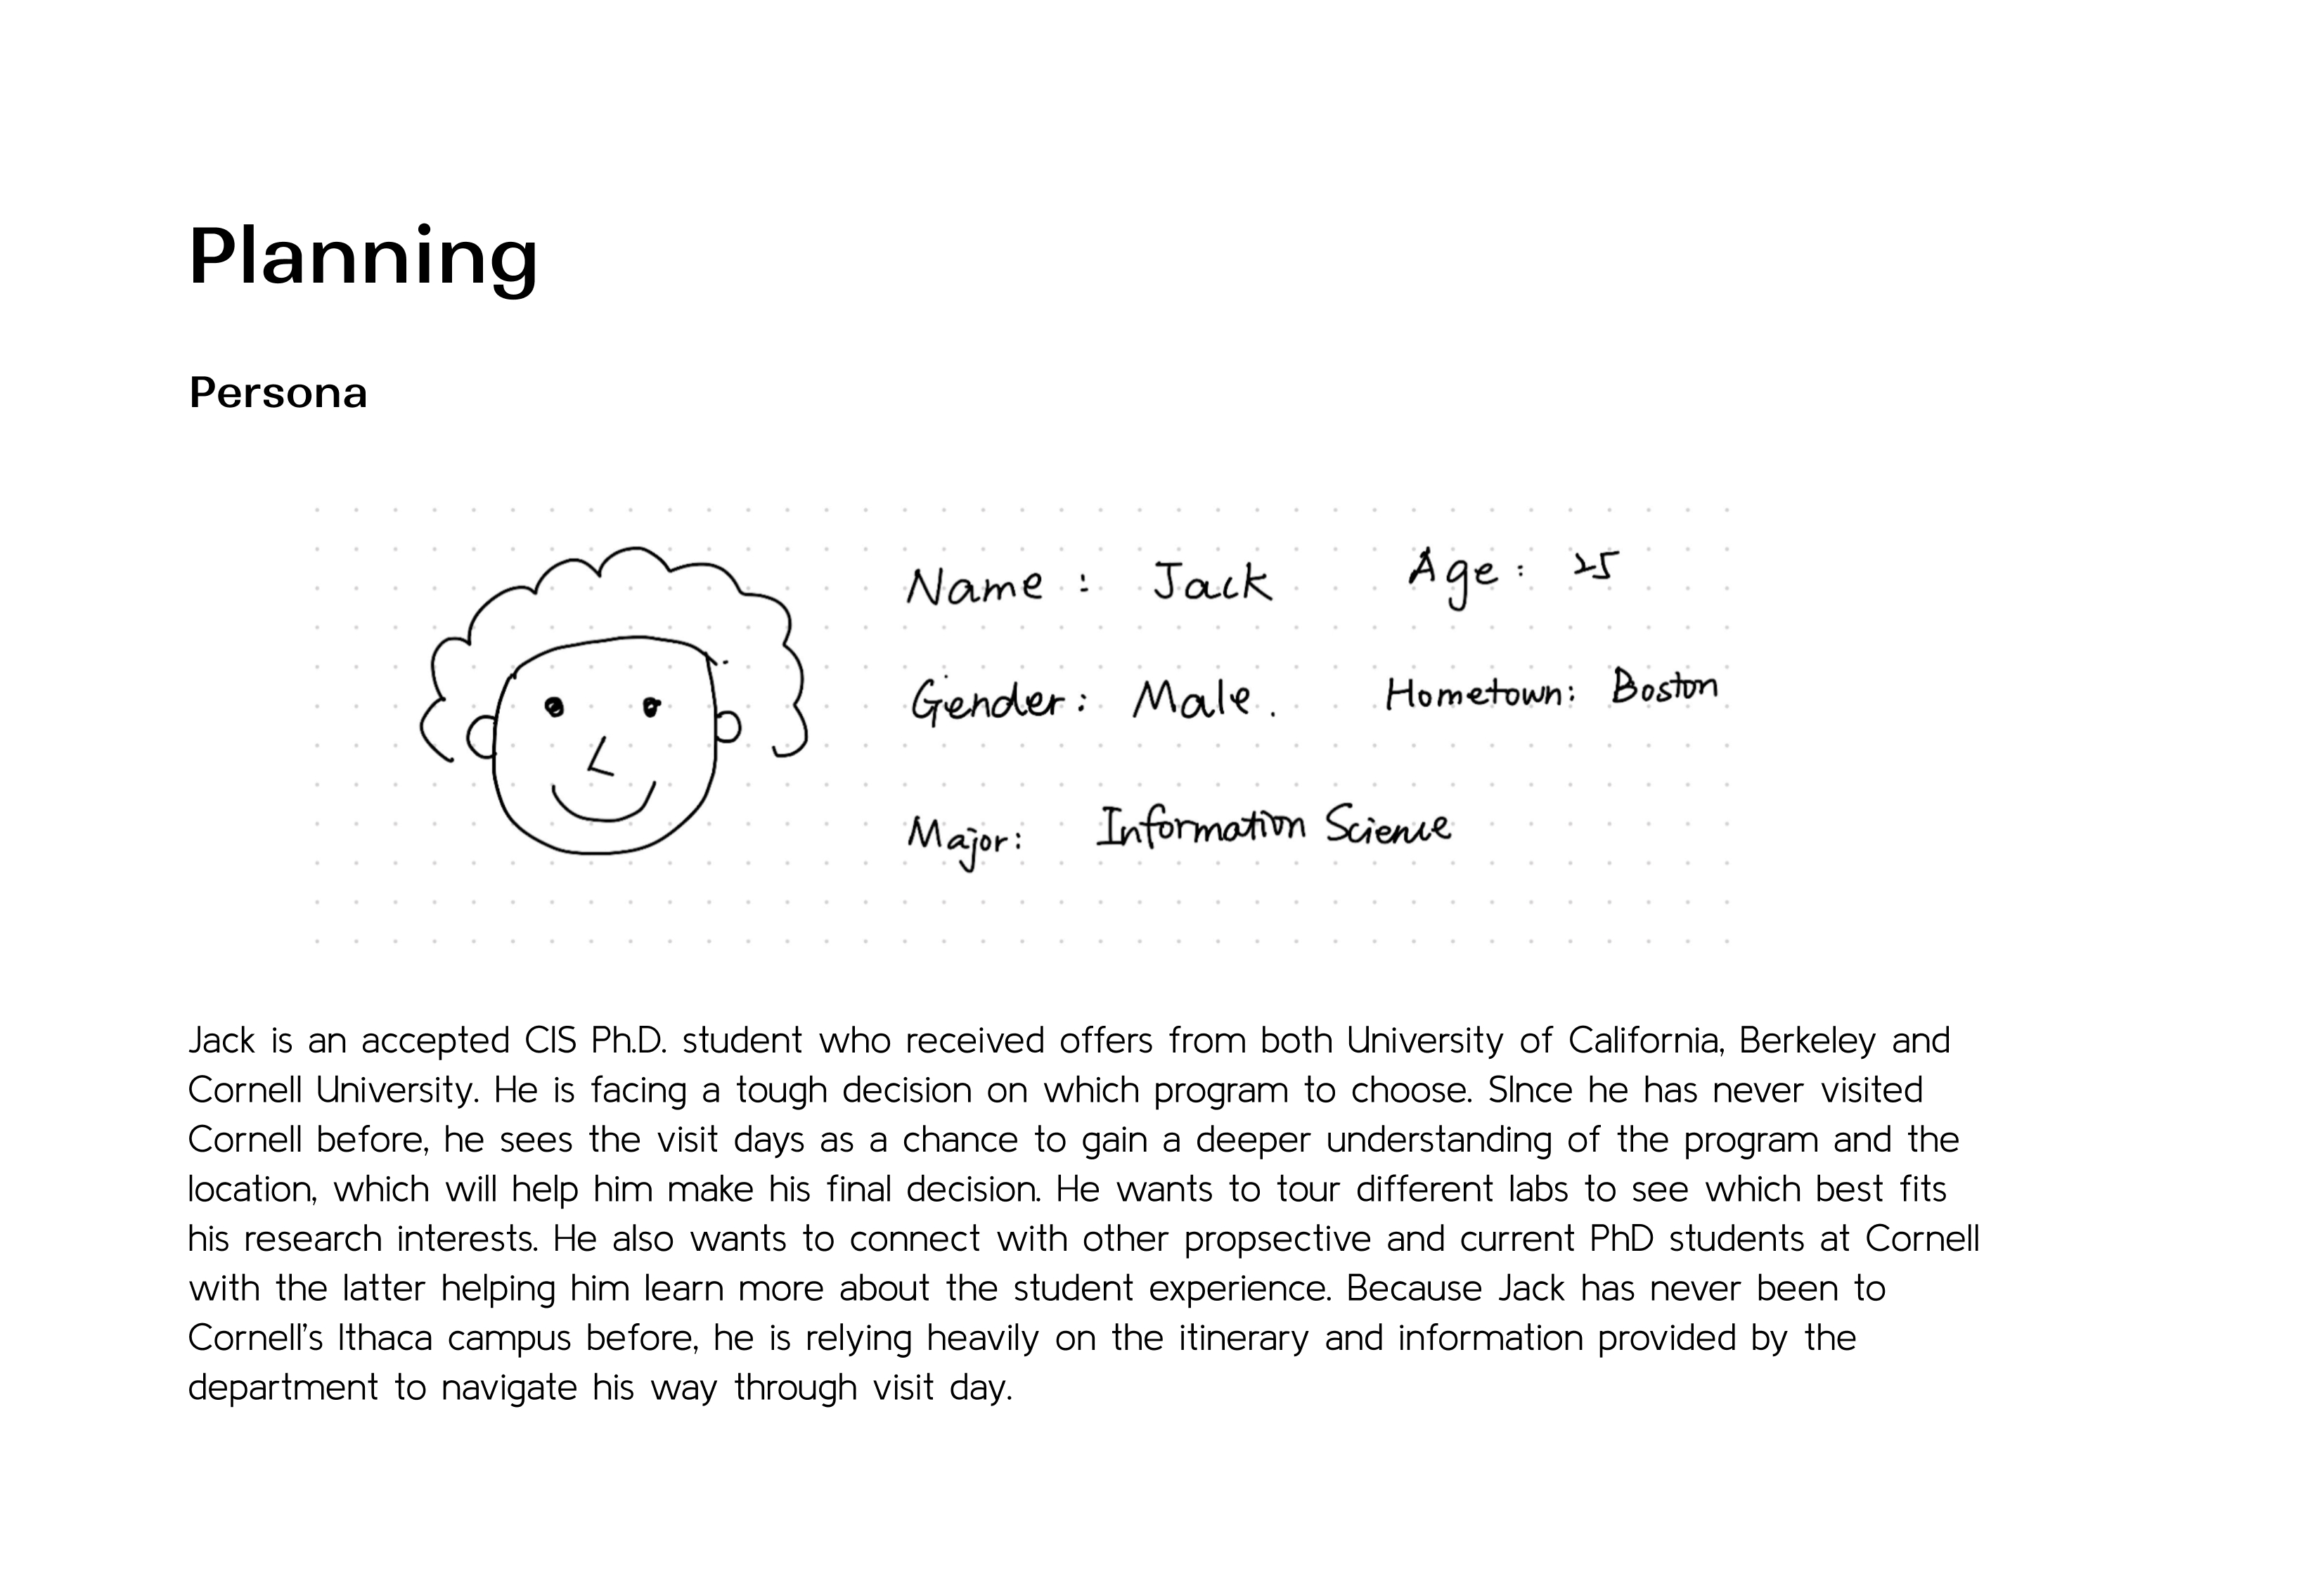 Planning
Persona
Name : Jack Age: 25
Gender: Male. Hometown: Boston
Major: Information Science
Jack is an accepted CIS Ph.D. student who received offers from both University of California, Berkeley and
Cornell University. He is facing a tough decision on which program to choose. SInce he has never visited
Cornell before, he sees the visit days as a chance to gain a deeper understanding of the program and the
location, which will help him make his final decision. He wants to tour different labs to see which best fits
his research interests. He also wants to connect with other propsective and current PhD students at Cornell
with the latter helping him learn more about the student experience. Because Jack has never been to
Cornell’s Ithaca campus before, he is relying heavily on the itinerary and information provided by the
department to navigate his way through visit day.